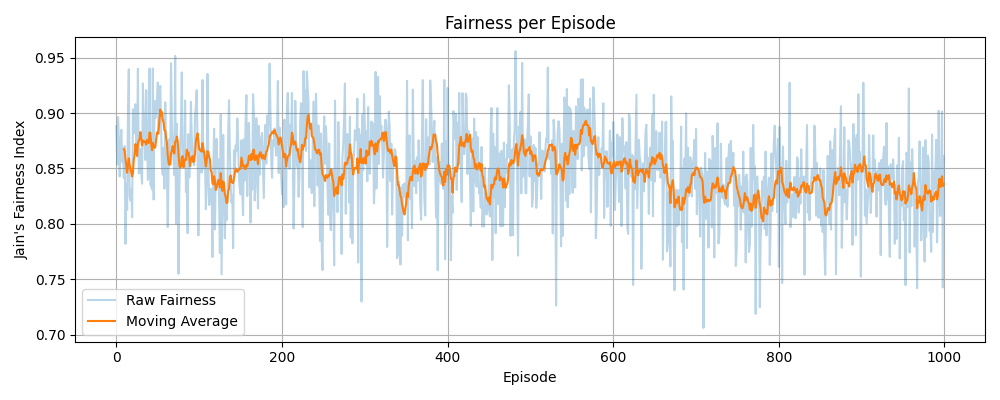 Fairness per Episode
Jain's Fairness Index
0.95
0.90
0.85
0.80
0.75
0.70
Raw Fairness
Moving Average
0 200 400 600 800 1000
Episode